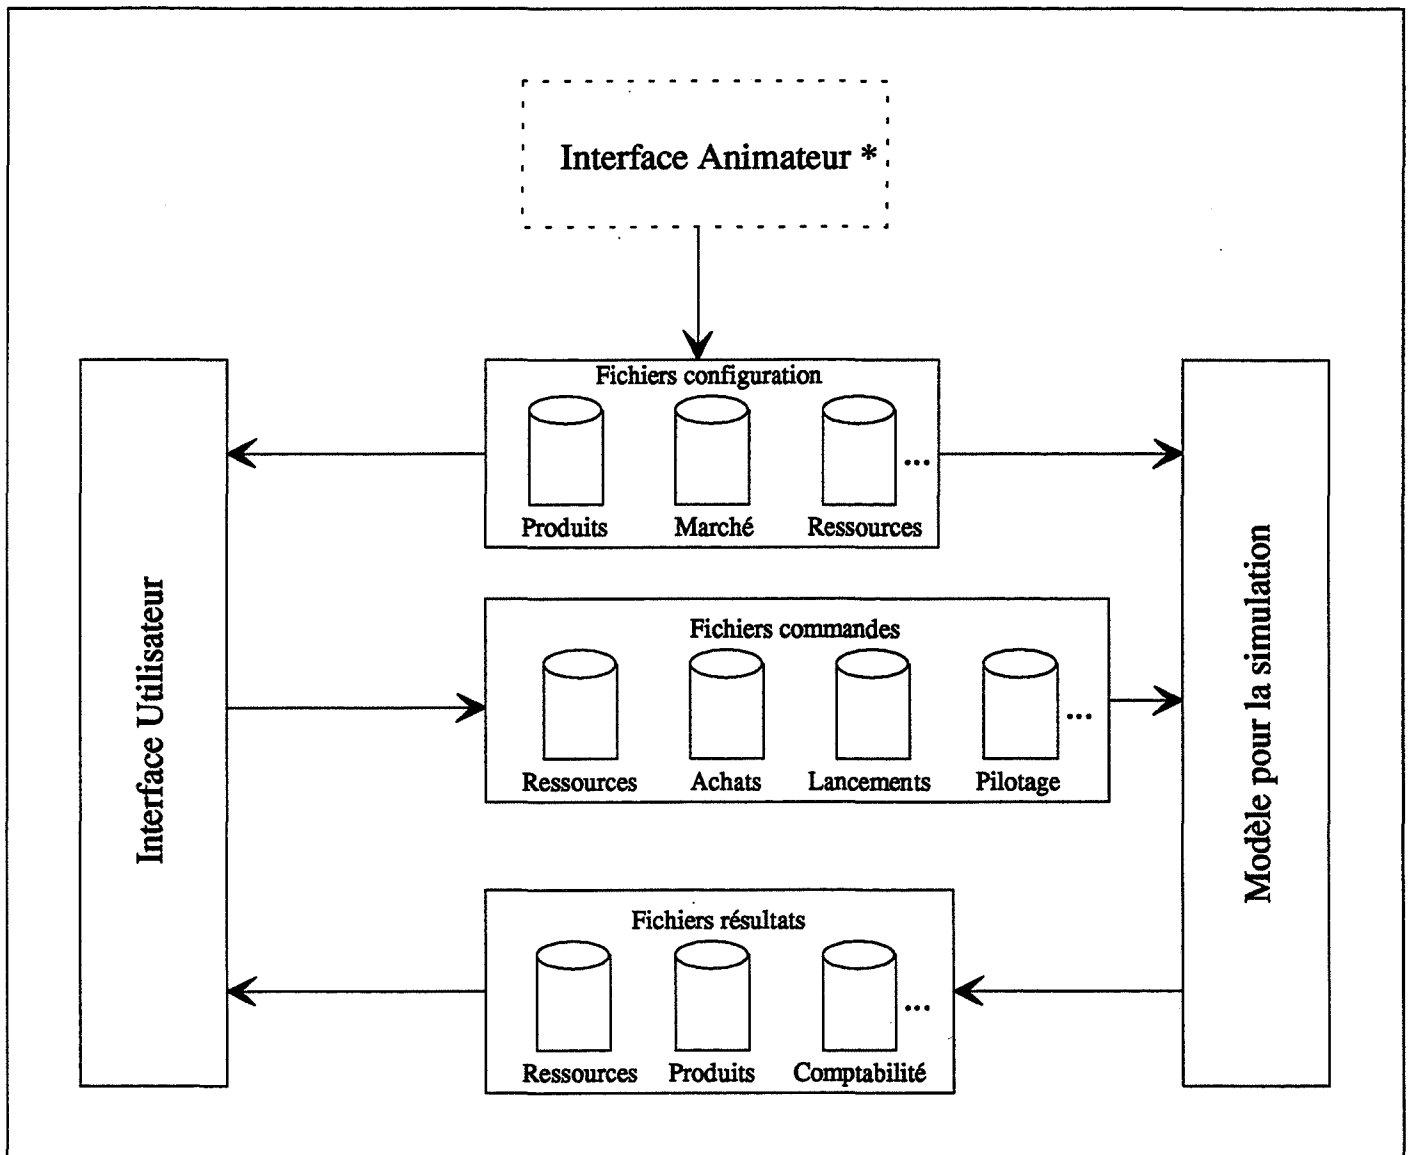 Interface Animateur *
Fichiers configuration
...
Produits
Marché
Ressources
Interface Utilisateur
Modèle pour la simulation
Fichiers commandes
...
Ressources
Achats
Lancements
Pilotage
Fichiers résultats
...
Ressources
Produits
Comptabilité